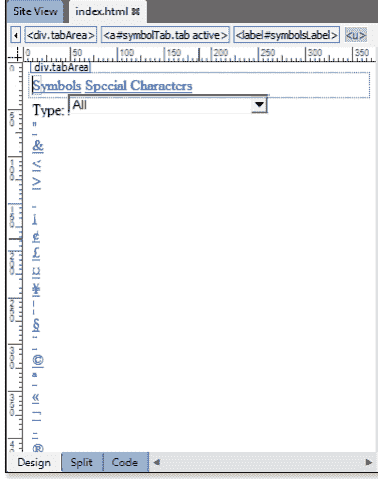 Site View index.html
<div.tabArea> <a#symbolTab.tab active> <label#symbolsLabel> <u>
0 50 100 150 200 250 300 350
div.tabArea
Symbols Special Characters
Type: All
"
&
<
>
¡
¢
£
¤
¥
¦
§
¨
©
ª
«
¬
®
Design Split Code